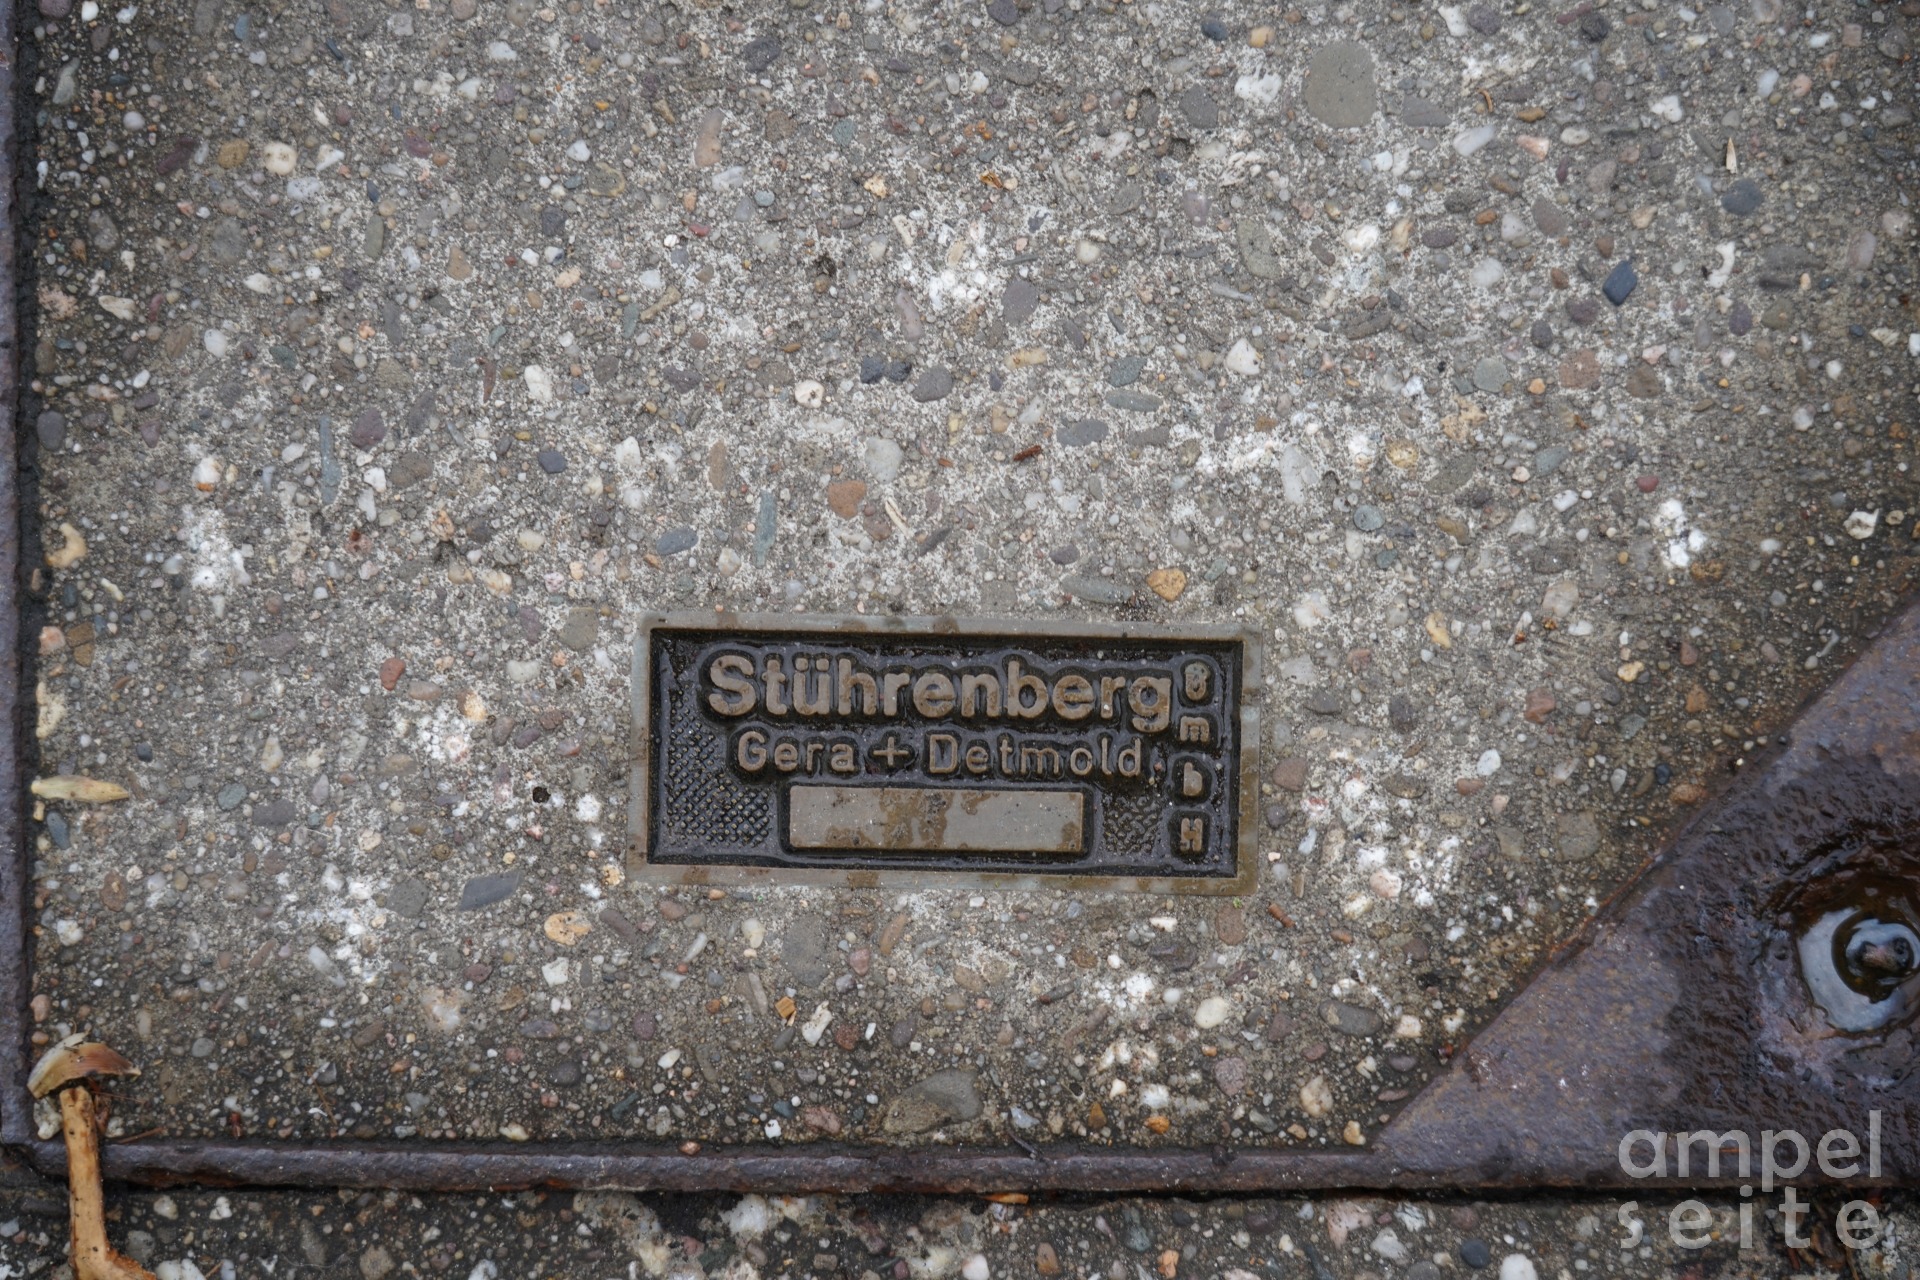 Stührenberg
Gera + Detmold
GmbH
ampel
seite